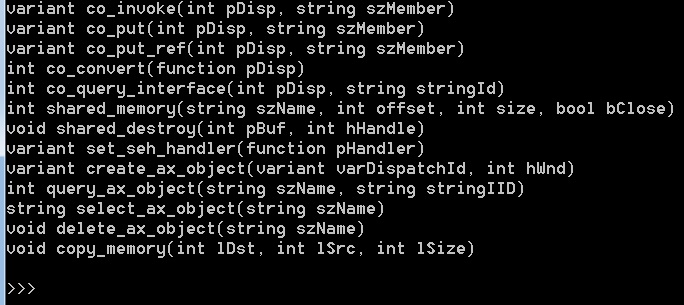 variant co_invoke(int pDisp, string szMember)
variant co_put(int pDisp, string szMember)
variant co_put_ref(int pDisp, string szMember)
int co_convert(function pDisp)
int co_query_interface(int pDisp, string stringId)
int shared_memory(string szName, int offset, int size, bool bClose)
void shared_destroy(int pBuf, int hHandle)
variant set_seh_handler(function pHandler)
variant create_ax_object(variant varDispatchId, int hWnd)
int query_ax_object(string szName, string stringIID)
string select_ax_object(string szName)
void delete_ax_object(string szName)
void copy_memory(int lDst, int lSrc, int lSize)
>>>